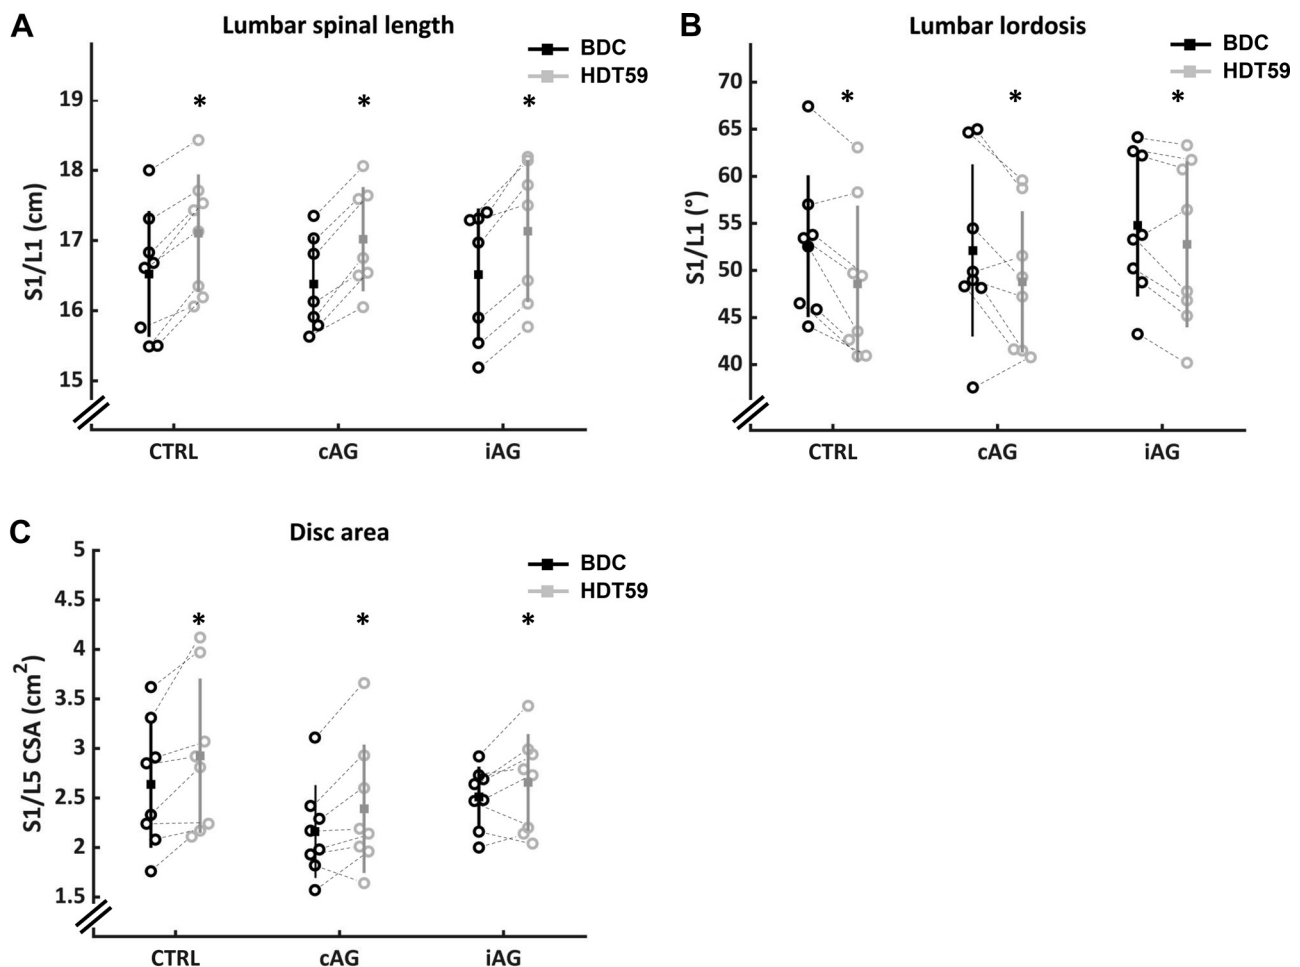 A
Lumbar spinal length
BDC
HDT59
19
18
17
16
15
S1/L1 (cm)
* * *
CTRL cAG iAG
B
Lumbar lordosis
BDC
HDT59
70
65
60
55
50
45
40
S1/L1 (°)
* * *
CTRL cAG iAG
C
Disc area
BDC
HDT59
5
4.5
4
3.5
3
2.5
2
1.5
S1/L5 CSA (cm²)
* * *
CTRL cAG iAG